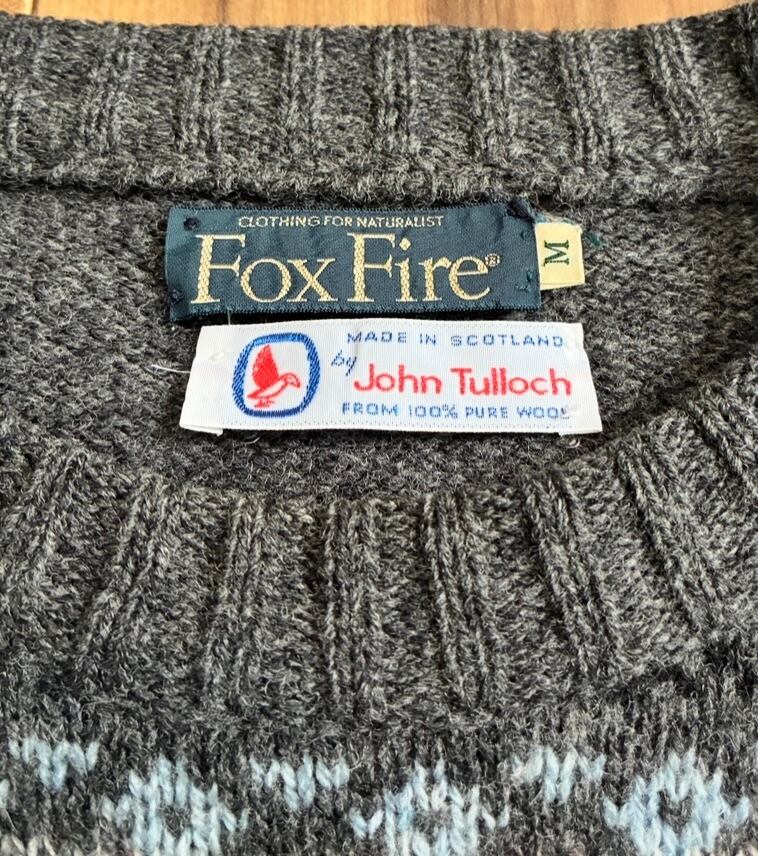 CLOTHING FOR NATURALIST
Fox Fire®
M
MADE IN SCOTLAND
by John Tulloch
FROM 100% PURE WOOL